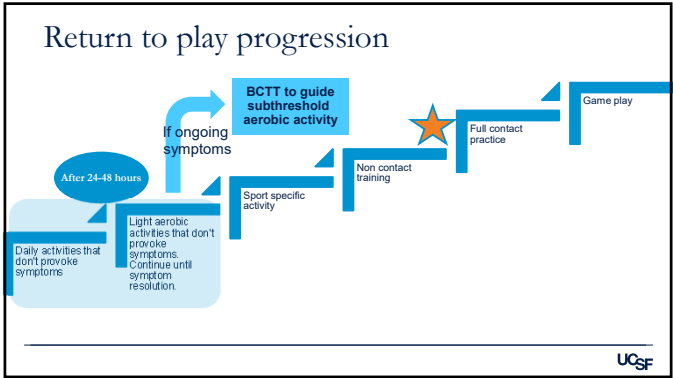 Return to play progression
BCTT to guide
subthreshold
aerobic activity
If ongoing
symptoms
After 24-48 hours
Daily activities that
don't provoke
symptoms
Light aerobic
activities that don't
provoke
symptoms.
Continue until
symptom
resolution.
Sport specific
activity
Non contact
training
Full contact
practice
Game play
UCSF